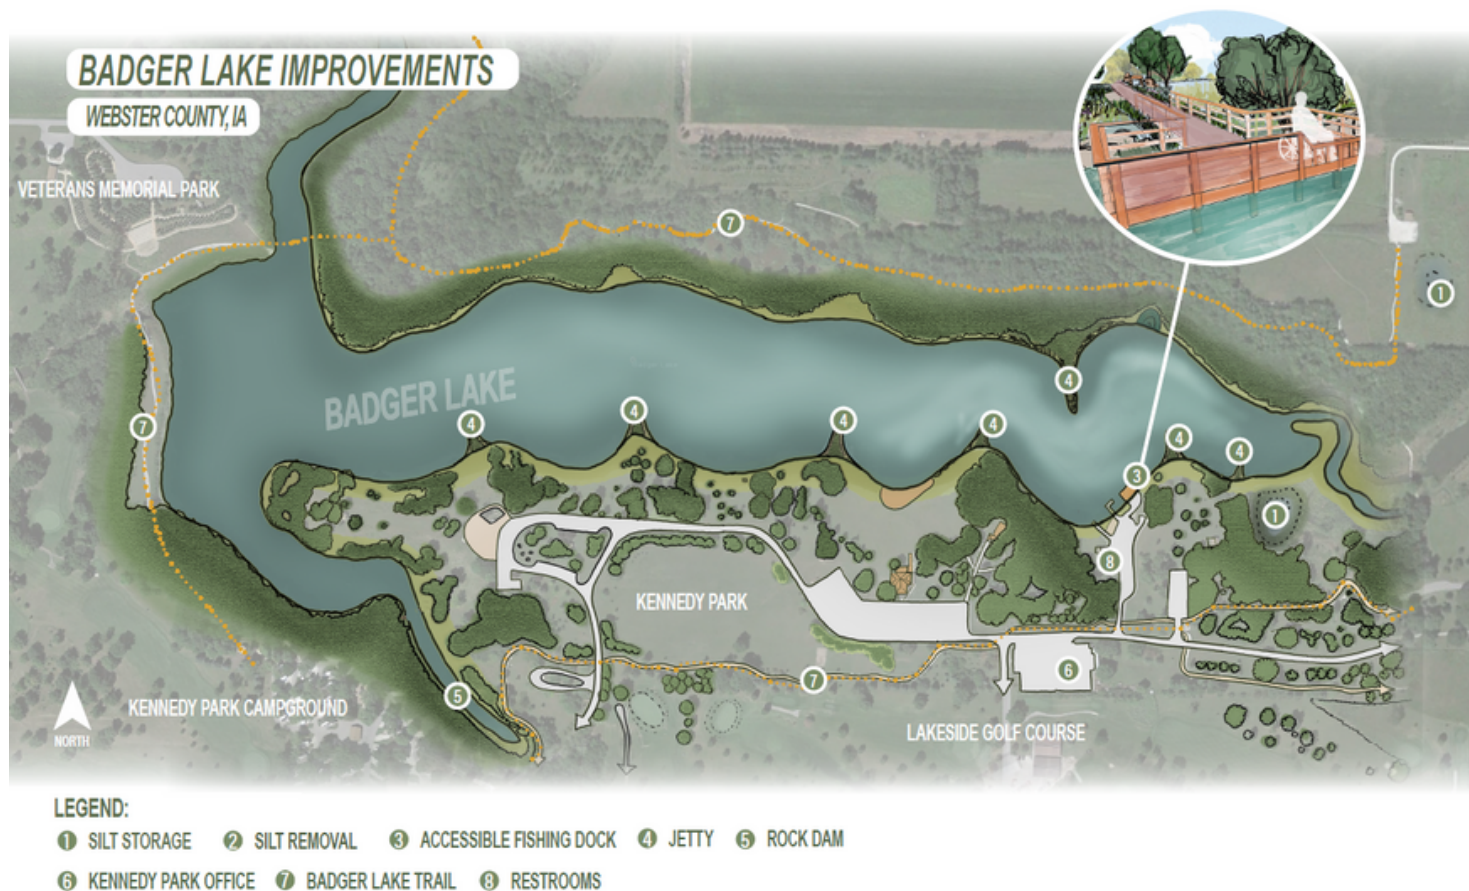 BADGER LAKE IMPROVEMENTS
WEBSTER COUNTY, IA
VETERANS MEMORIAL PARK
7
1
BADGER LAKE
4
7
4
4
4
4
4
4
3
1
8
KENNEDY PARK
6
7
5
KENNEDY PARK CAMPGROUND
NORTH
LAKESIDE GOLF COURSE
LEGEND:
1 SILT STORAGE 2 SILT REMOVAL 3 ACCESSIBLE FISHING DOCK 4 JETTY 5 ROCK DAM
6 KENNEDY PARK OFFICE 7 BADGER LAKE TRAIL 8 RESTROOMS